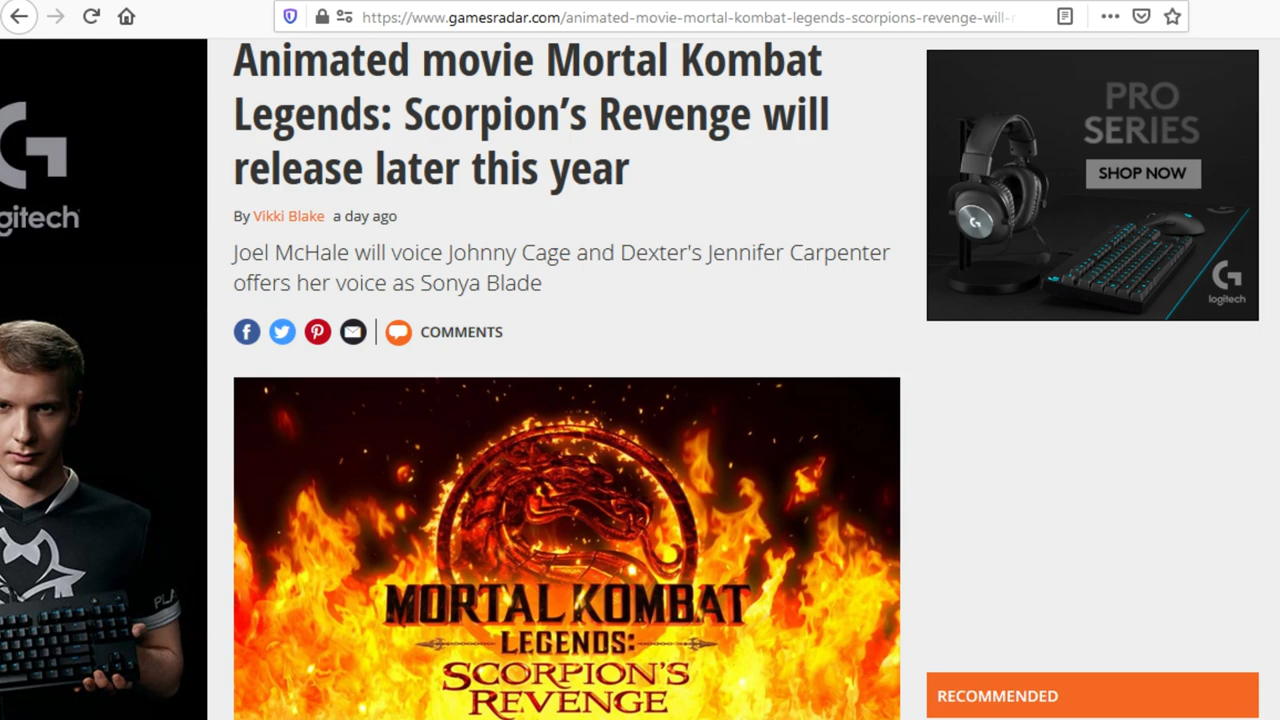 https://www.gamesradar.com/animated-movie-mortal-kombat-legends-scorpions-revenge-will-r
Animated movie Mortal Kombat
Legends: Scorpion’s Revenge will
release later this year
By Vikki Blake a day ago
Joel McHale will voice Johnny Cage and Dexter's Jennifer Carpenter
offers her voice as Sonya Blade
COMMENTS
MORTAL KOMBAT
LEGENDS:
SCORPION'S
REVENGE
gitech
PLA
PRO
SERIES
SHOP NOW
logitech
RECOMMENDED